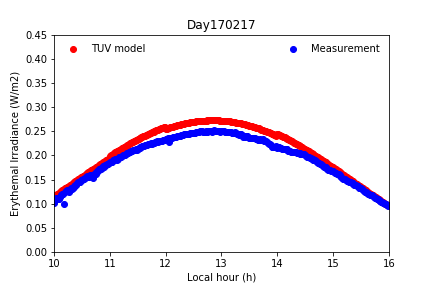 Day170217
TUV model
Measurement
Erythemal Irradiance (W/m2)
0.45
0.40
0.35
0.30
0.25
0.20
0.15
0.10
0.05
0.00
10 11 12 13 14 15 16
Local hour (h)